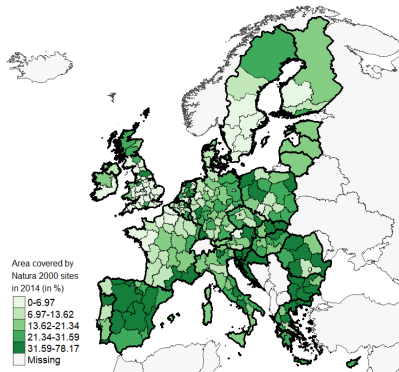 Area covered by
Natura 2000 sites
in 2014 (in %)
0-6.97
6.97-13.62
13.62-21.34
21.34-31.59
31.59-78.17
Missing